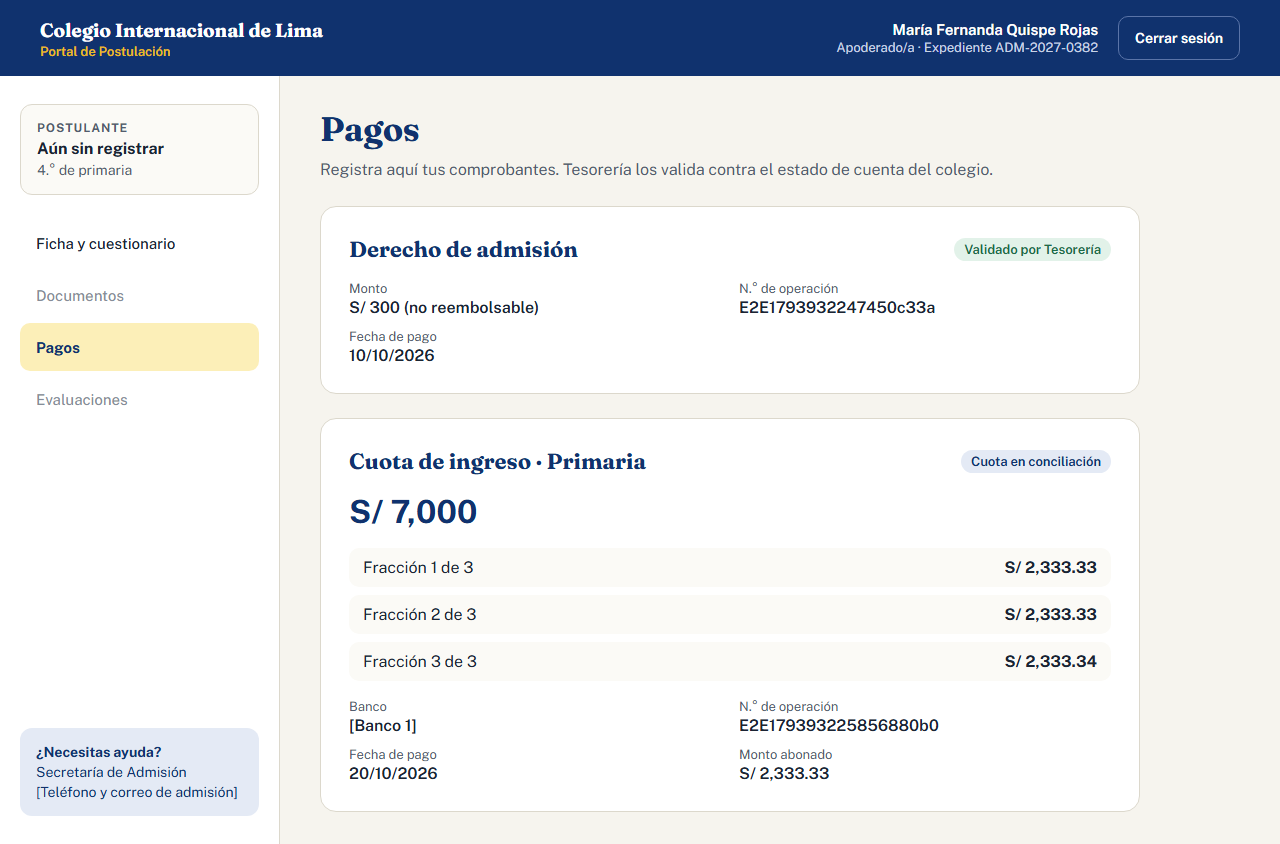 Colegio Internacional de Lima
Portal de Postulación
María Fernanda Quispe Rojas
Apoderado/a · Expediente ADM-2027-0382
Cerrar sesión
POSTULANTE
Aún sin registrar
4.° de primaria
Ficha y cuestionario
Documentos
Pagos
Evaluaciones
¿Necesitas ayuda?
Secretaría de Admisión
[Teléfono y correo de admisión]
Pagos
Registra aquí tus comprobantes. Tesorería los valida contra el estado de cuenta del colegio.
Derecho de admisión
Validado por Tesorería
Monto
S/ 300 (no reembolsable)
N.° de operación
E2E1793932247450c33a
Fecha de pago
10/10/2026
Cuota de ingreso · Primaria
Cuota en conciliación
S/ 7,000
Fracción 1 de 3 S/ 2,333.33
Fracción 2 de 3 S/ 2,333.33
Fracción 3 de 3 S/ 2,333.34
Banco
[Banco 1]
N.° de operación
E2E179393225856880b0
Fecha de pago
20/10/2026
Monto abonado
S/ 2,333.33